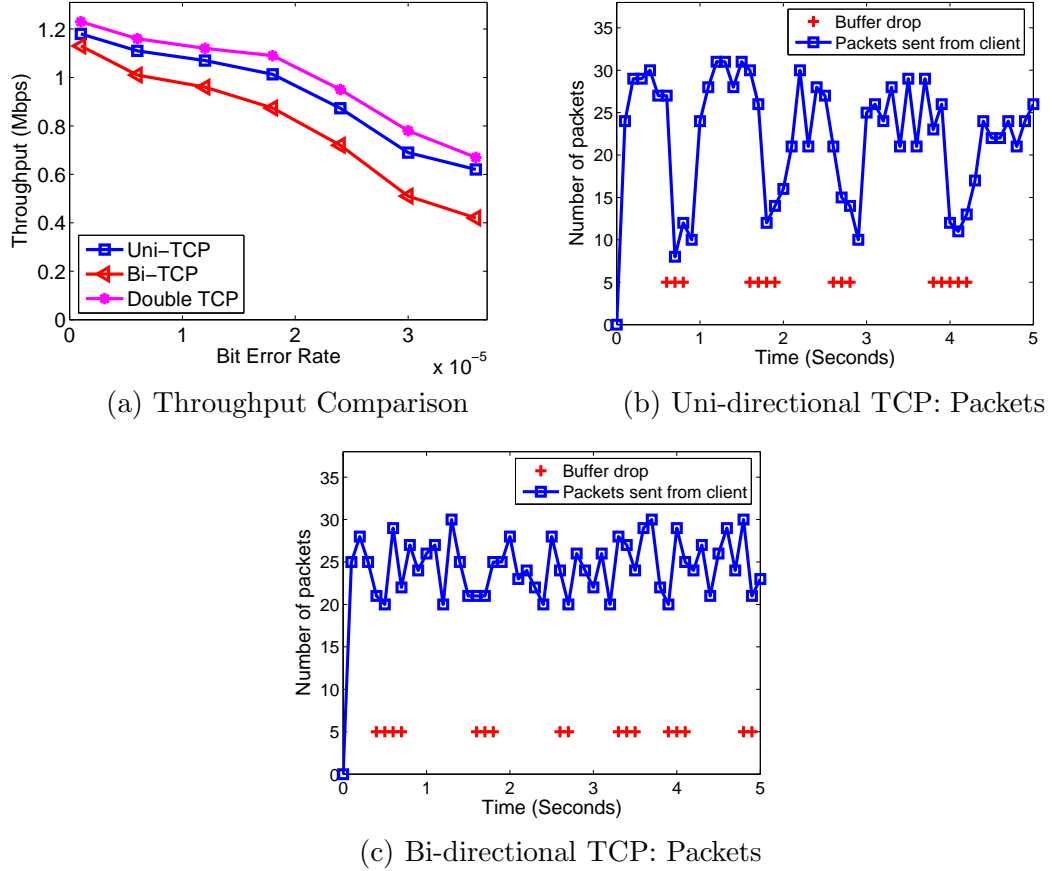 1.2
1
0.8
0.6
0.4
0.2
0
Throughput (Mbps)
Uni−TCP
Bi−TCP
Double TCP
0 1 2 3
Bit Error Rate
x 10⁻⁵
(a) Throughput Comparison
35
30
25
20
15
10
5
0
Number of packets
Buffer drop
Packets sent from client
0 1 2 3 4 5
Time (Seconds)
(b) Uni-directional TCP: Packets
35
30
25
20
15
10
5
0
Number of packets
Buffer drop
Packets sent from client
0 1 2 3 4 5
Time (Seconds)
(c) Bi-directional TCP: Packets